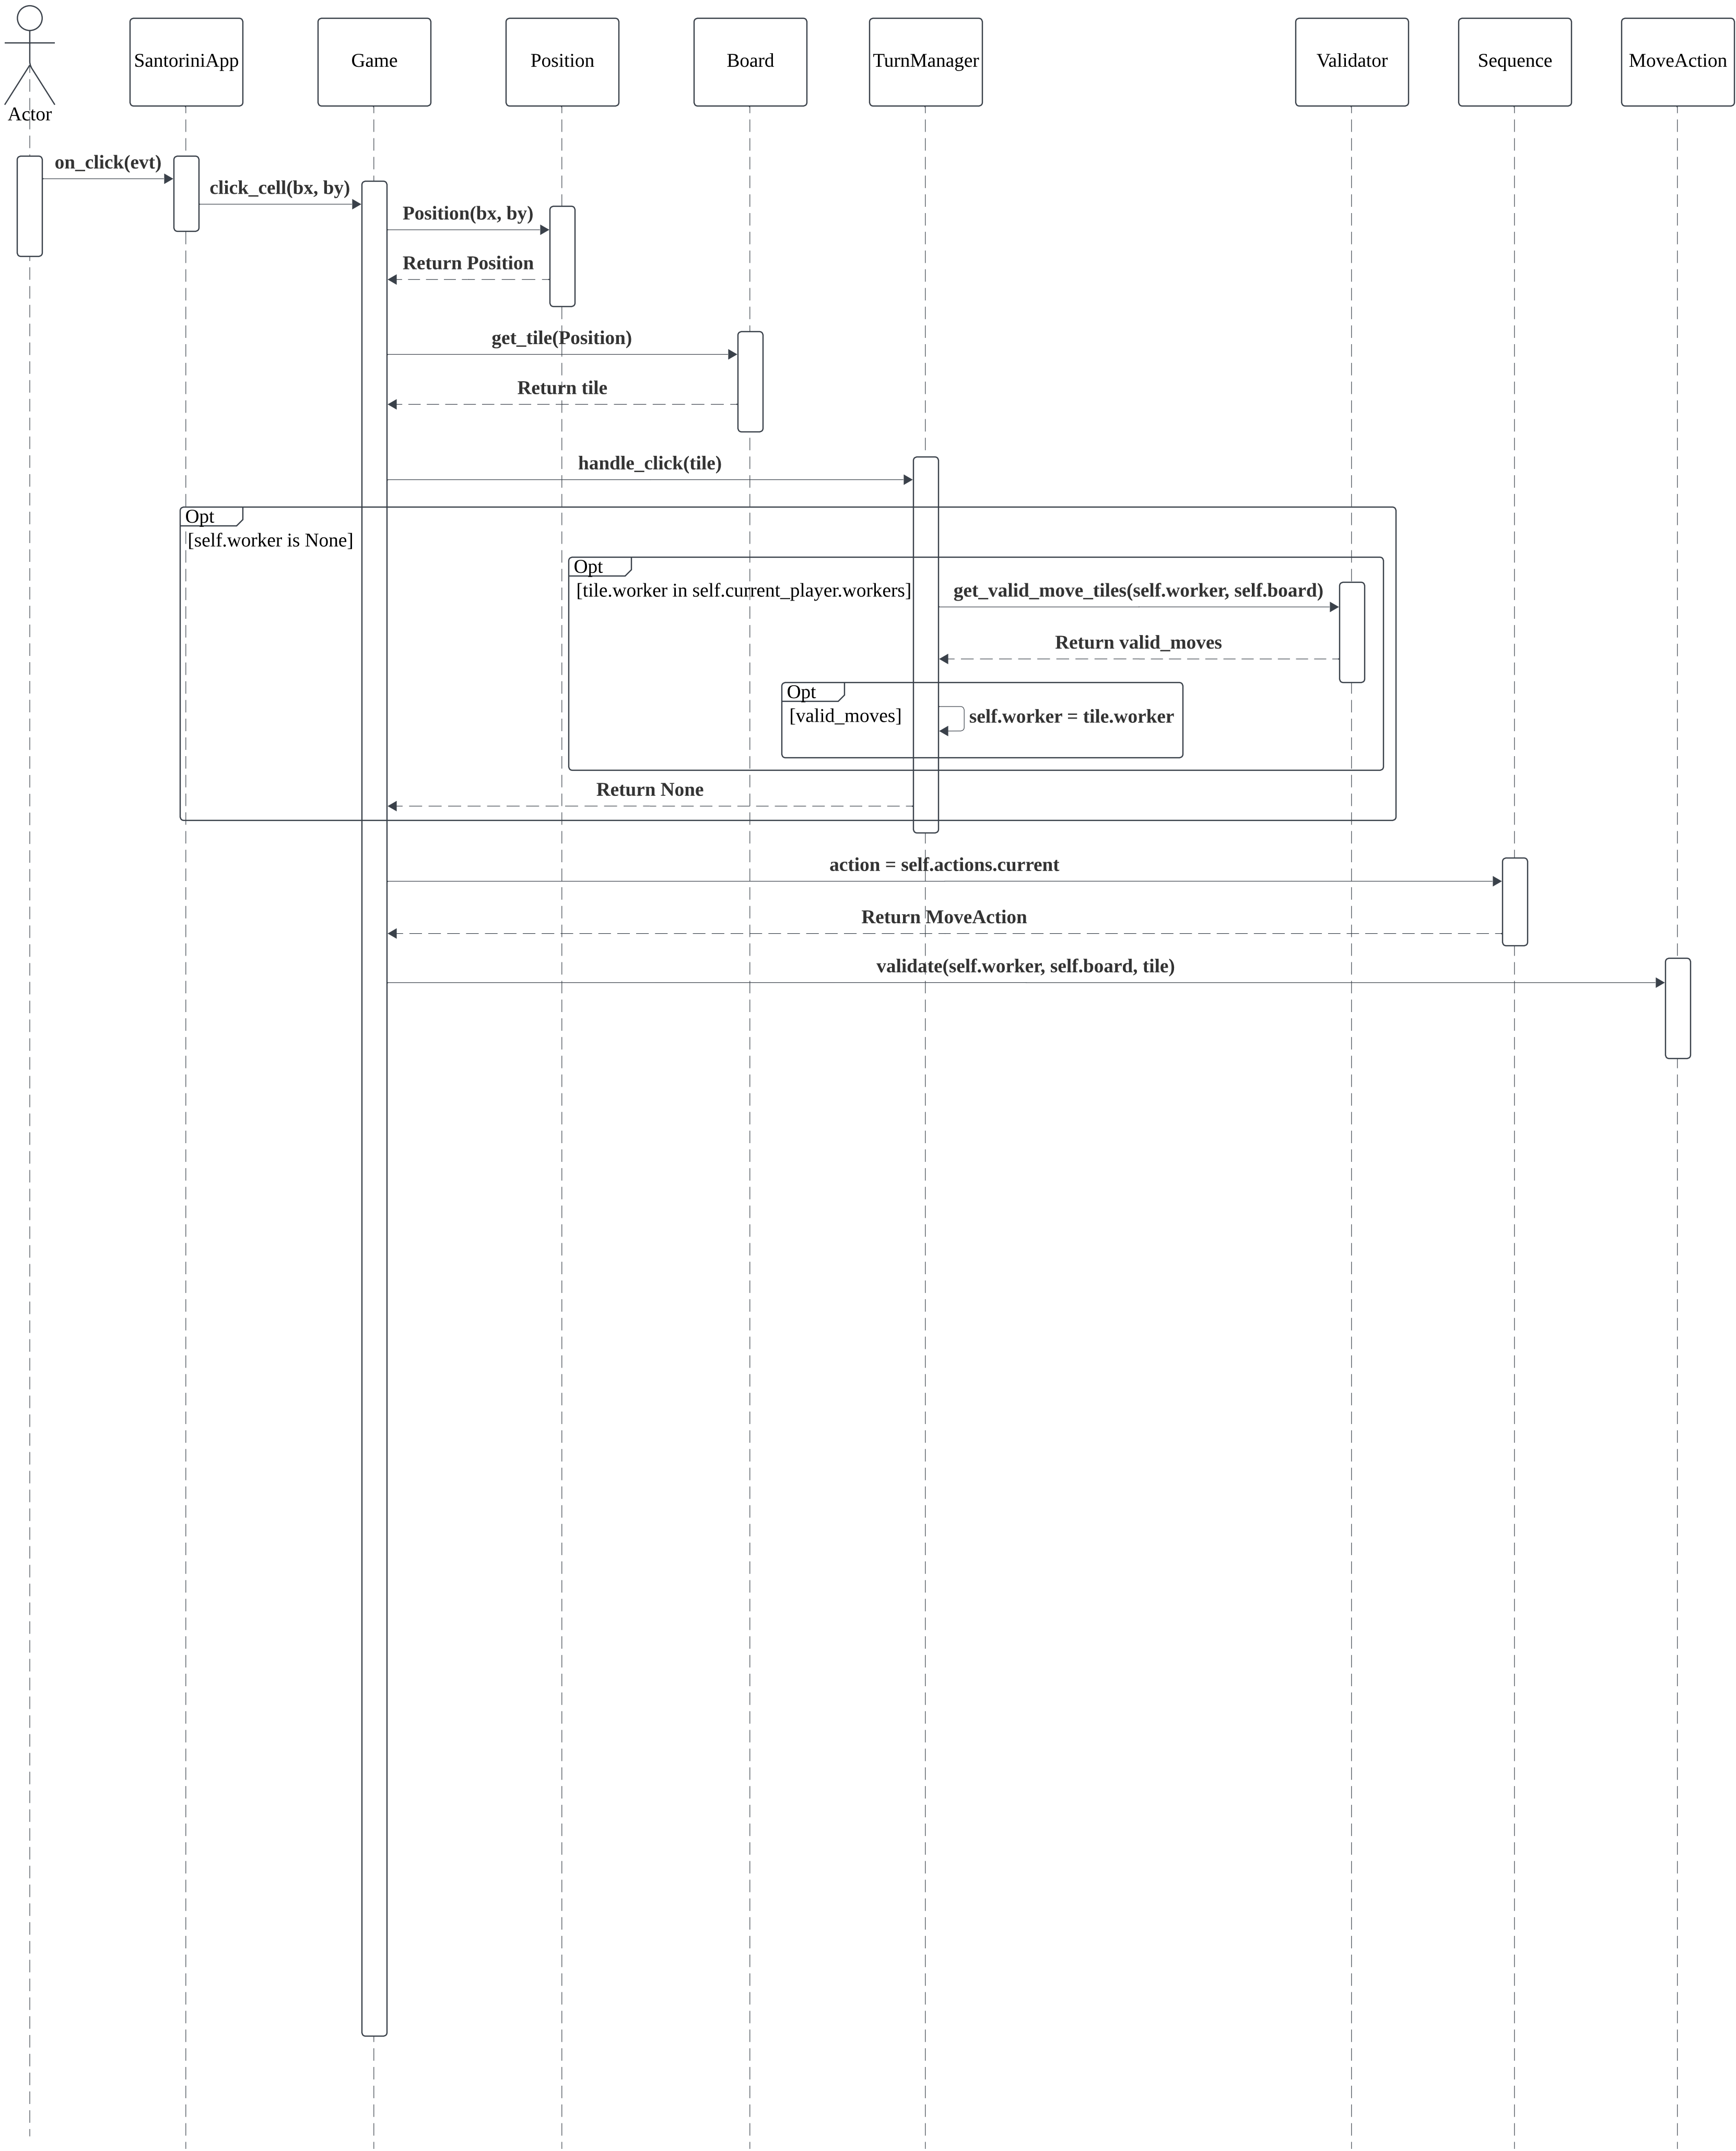 SantoriniApp
Game
Position
Board
TurnManager
Validator
Sequence
MoveAction
Actor
on_click(evt)
click_cell(bx, by)
Position(bx, by)
Return Position
get_tile(Position)
Return tile
handle_click(tile)
Opt
[self.worker is None]
Opt
[tile.worker in self.current_player.workers]
get_valid_move_tiles(self.worker, self.board)
Return valid_moves
Opt
[valid_moves]
self.worker = tile.worker
Return None
action = self.actions.current
Return MoveAction
validate(self.worker, self.board, tile)